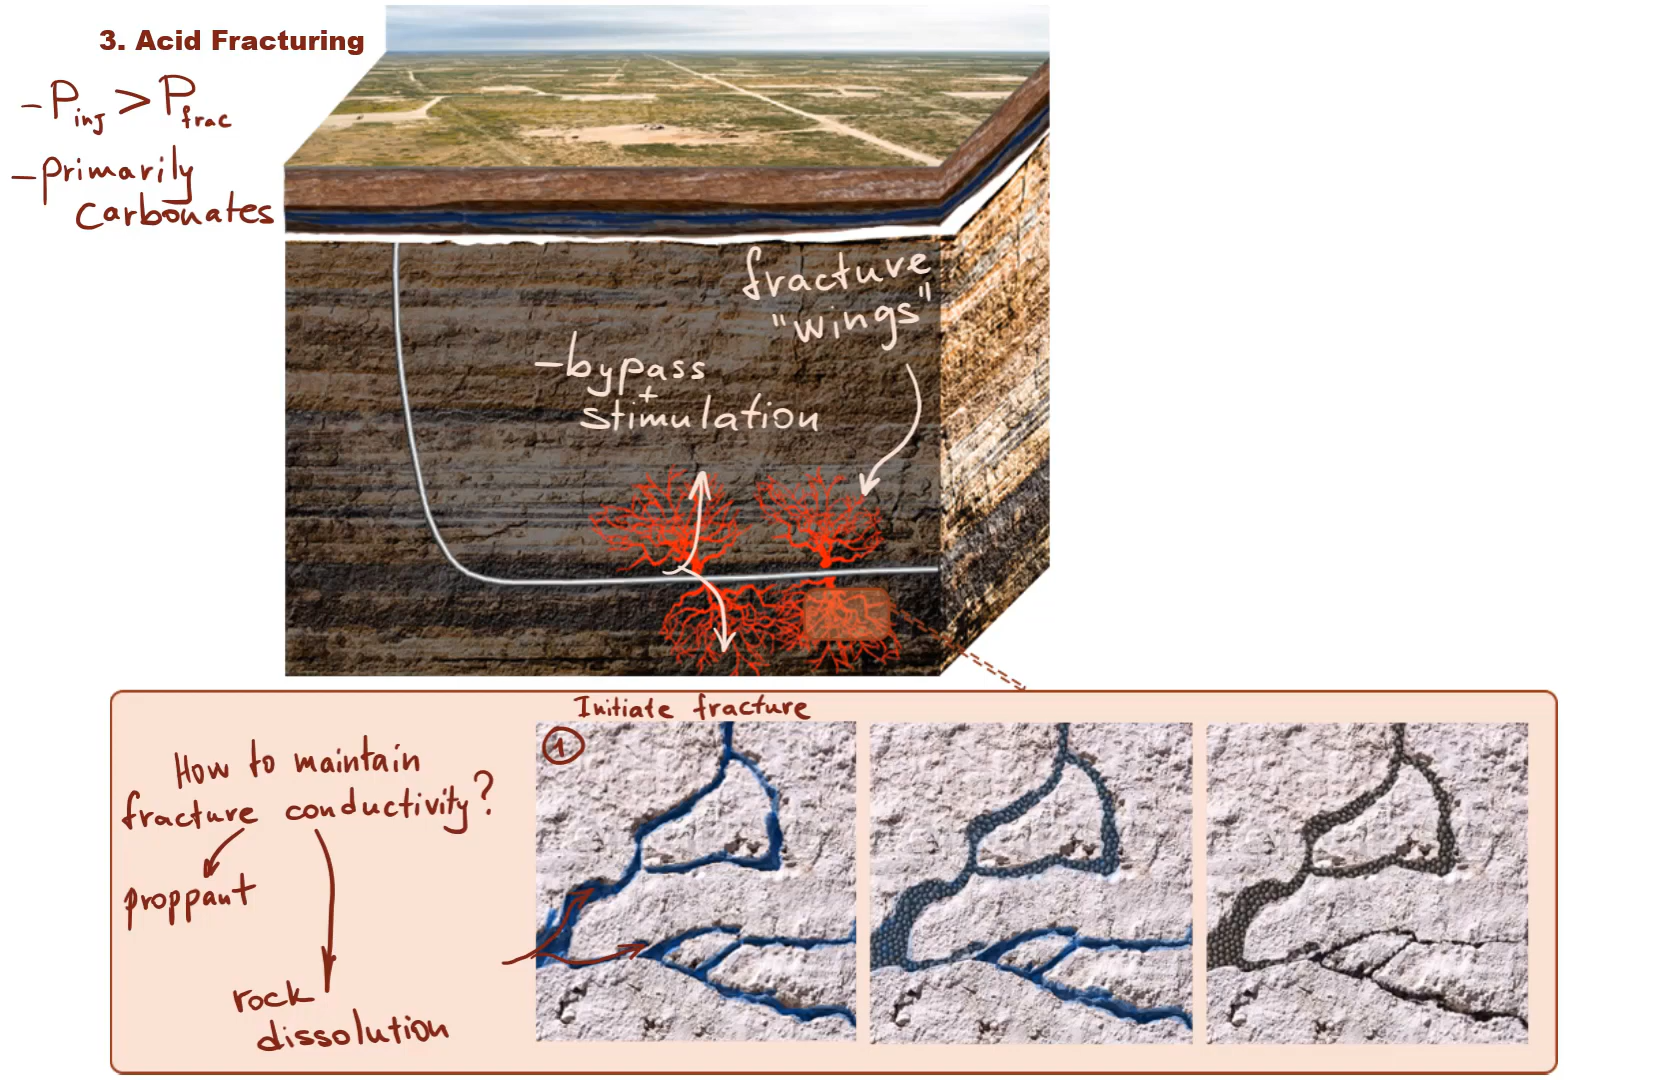 3. Acid Fracturing
- Pinj > Pfrac
- primarily
carbonates
fracture
"wings"
- bypass
+
stimulation
Initiate fracture
1
How to maintain
fracture conductivity?
proppant
rock
dissolution